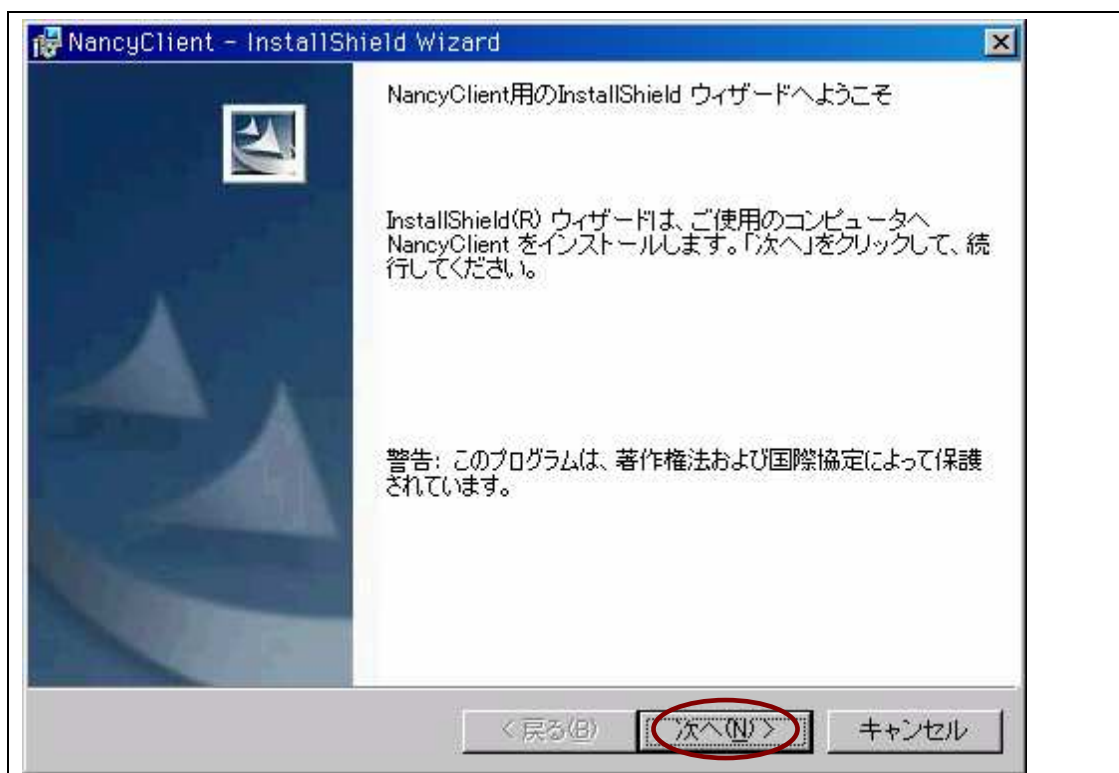 NancyClient - InstallShield Wizard
NancyClient用のInstallShield ウィザードへようこそ
InstallShield(R) ウィザードは、ご使用のコンピュータへ
NancyClient をインストールします。「次へ」をクリックして、続
行してください。
警告: このプログラムは、著作権法および国際協定によって保護
されています。
< 戻る(B)
次へ(N) >
キャンセル